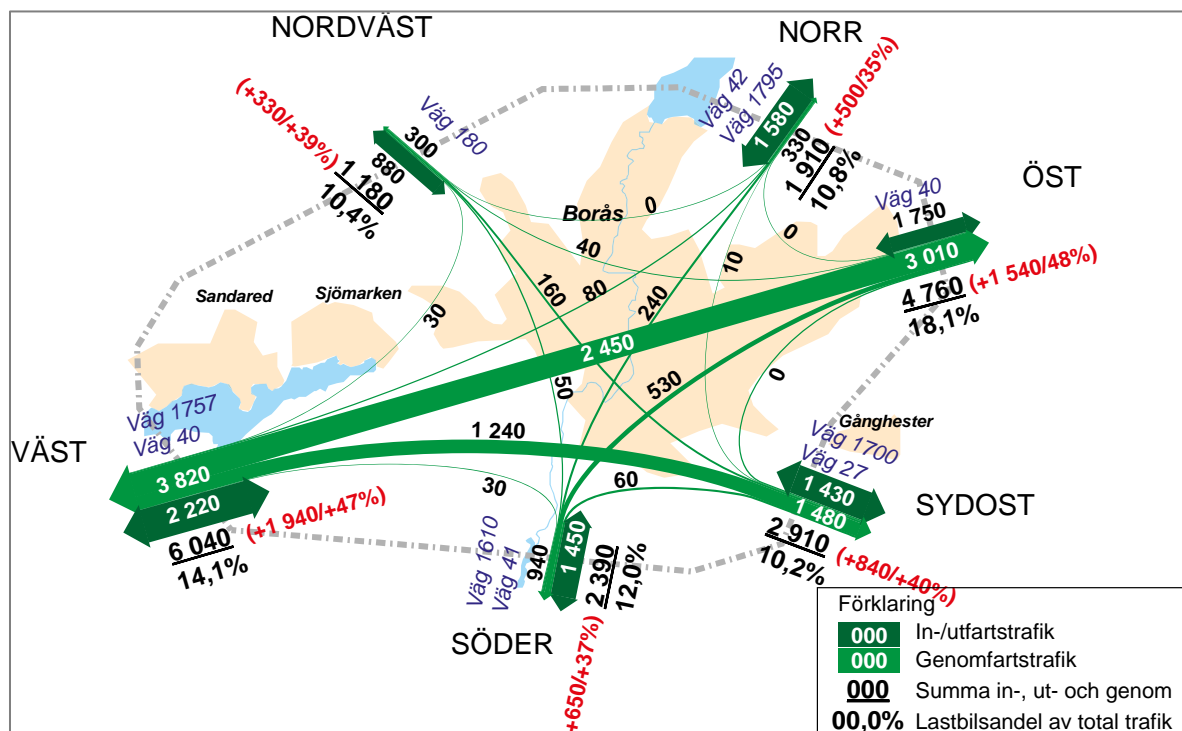 NORDVÄST
NORR
(+330/+39%)
Väg 180
300
880
1 180
10,4%
Väg 42
Väg 1795
1 580
330
1 910
10,8%
(+500/35%)
ÖST
Väg 40
1 750
3 010
4 760
18,1%
(+1 540/48%)
Borås
0
40
0
10
Sandared
Sjömarken
30
160
80
240
2 450
50
530
0
Gånghester
Väg 1757
Väg 40
VÄST
3 820
2 220
6 040
14,1%
(+1 940/+47%)
1 240
30
60
Väg 1700
Väg 27
1 430
1 480
SYDOST
2 910
10,2%
(+840/+40%)
Väg 1610
Väg 41
940
1 450
2 390
12,0%
SÖDER
+650/+37%)
Förklaring
000 In-/utfartstrafik
000 Genomfartstrafik
000 Summa in-, ut- och genom
00,0% Lastbilsandel av total trafik